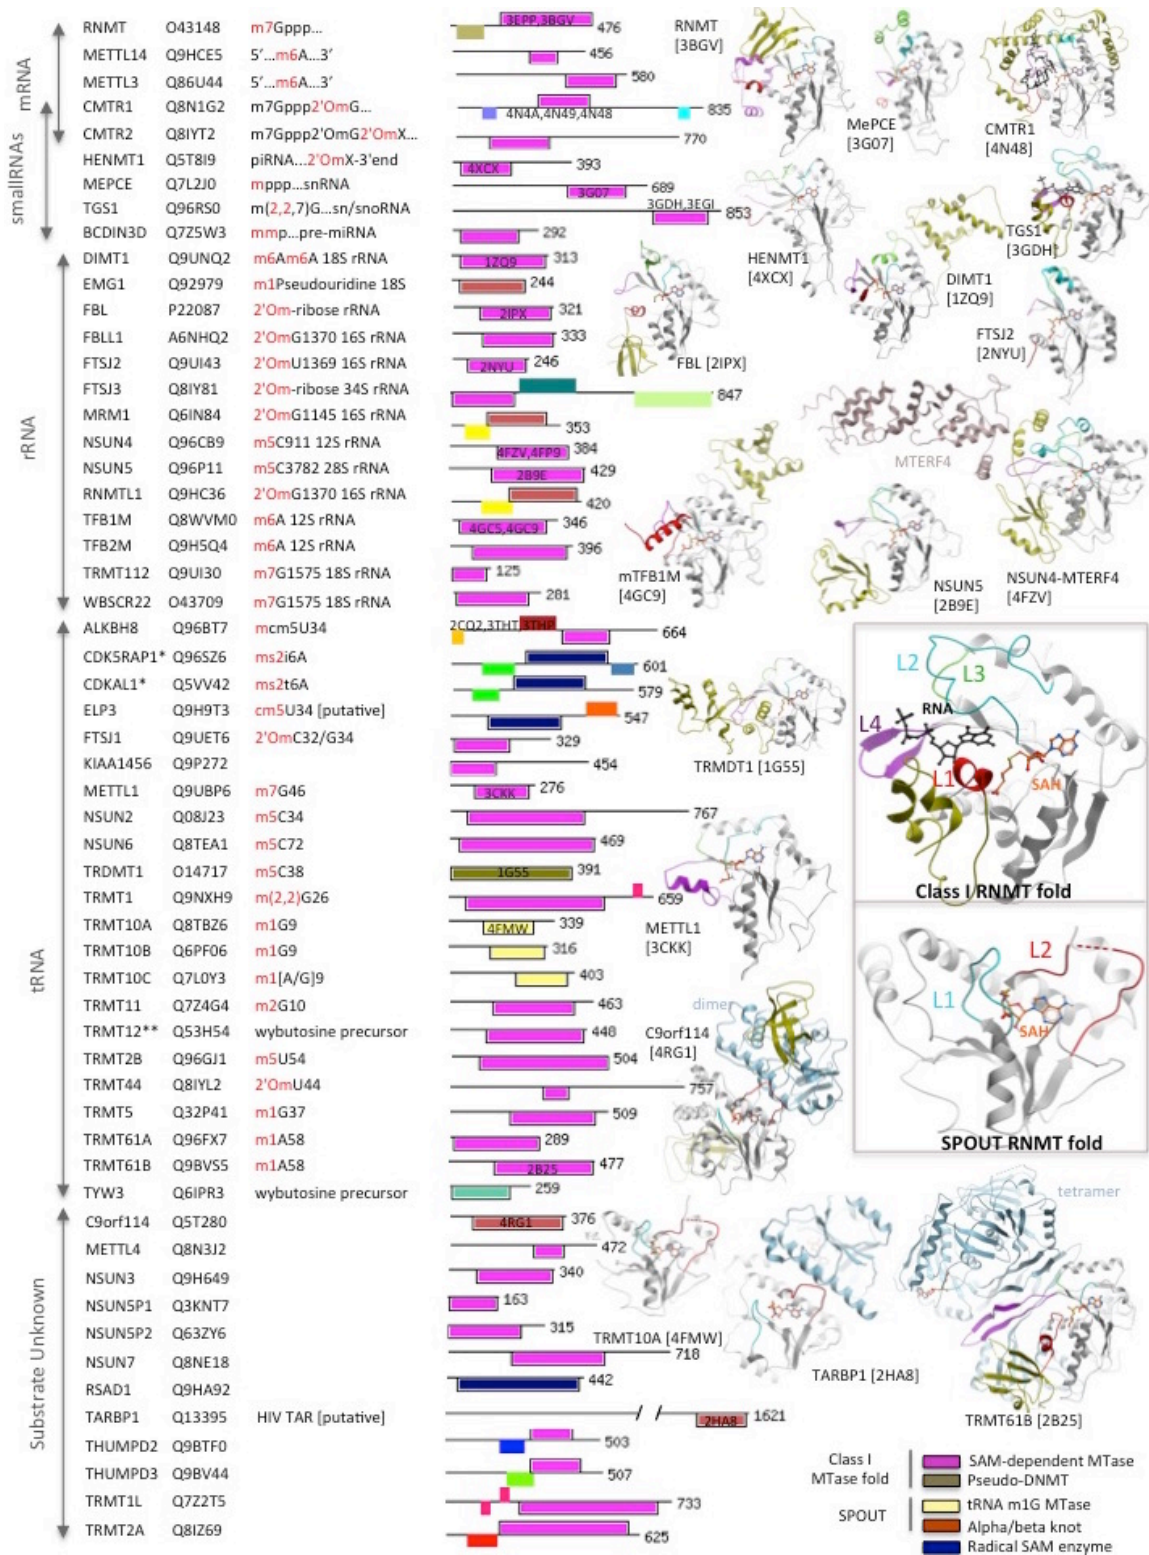 mRNA
smallRNAs
rRNA
tRNA
Substrate Unknown
RNMT O43148 m7Gppp... 3EPP,3BGV 476
METTL14 Q9HCE5 5′...m6A...3′ 456
METTL3 Q86U44 5′...m6A...3′ 580
CMTR1 Q8N1G2 m7Gppp2'OmG... 4N4A,4N49,4N48 835
CMTR2 Q8IYT2 m7Gppp2'OmG2'OmX... 770
HENMT1 Q5T8I9 piRNA...2'OmX-3'end 4XCX 393
MEPCE Q7L2J0 mppp...snRNA 3G07 689
TGS1 Q96RS0 m(2,2,7)G...sn/snoRNA 3GDH,3EGI 853
BCDIN3D Q7Z5W3 mmp...pre-miRNA 292
DIMT1 Q9UNQ2 m6Am6A 18S rRNA 1ZQ9 313
EMG1 Q92979 m1Pseudouridine 18S 244
FBL P22087 2'Om-ribose rRNA 2IPX 321
FBLL1 A6NHQ2 2'OmG1370 16S rRNA 333
FTSJ2 Q9UI43 2'OmU1369 16S rRNA 2NYU 246
FTSJ3 Q8IY81 2'Om-ribose 34S rRNA 847
MRM1 Q6IN84 2'OmG1145 16S rRNA 353
NSUN4 Q96CB9 m5C911 12S rRNA 4FZV,4FP9 384
NSUN5 Q96P11 m5C3782 28S rRNA 2B9E 429
RNMTL1 Q9HC36 2'OmG1370 16S rRNA 420
TFB1M Q8WVM0 m6A 12S rRNA 4GC5,4GC9 346
TFB2M Q9H5Q4 m6A 12S rRNA 396
TRMT112 Q9UI30 m7G1575 18S rRNA 125
WBSCR22 O43709 m7G1575 18S rRNA 281
ALKBH8 Q96BT7 mcm5U34 2CQ2,3THT,3THP 664
CDK5RAP1* Q96SZ6 ms2i6A 601
CDKAL1* Q5VV42 ms2t6A 579
ELP3 Q9H9T3 cm5U34 [putative] 547
FTSJ1 Q9UET6 2'OmC32/G34 329
KIAA1456 Q9P272 454
METTL1 Q9UBP6 m7G46 3CKK 276
NSUN2 Q08J23 m5C34 767
NSUN6 Q8TEA1 m5C72 469
TRDMT1 O14717 m5C38 1G55 391
TRMT1 Q9NXH9 m(2,2)G26 659
TRMT10A Q8TBZ6 m1G9 4FMW 339
TRMT10B Q6PF06 m1G9 316
TRMT10C Q7L0Y3 m1[A/G]9 403
TRMT11 Q7Z4G4 m2G10 463
TRMT12** Q53H54 wybutosine precursor 448
TRMT2B Q96GJ1 m5U54 504
TRMT44 Q8IYL2 2'OmU44 757
TRMT5 Q32P41 m1G37 509
TRMT61A Q96FX7 m1A58 289
TRMT61B Q9BVS5 m1A58 2B25 477
TYW3 Q6IPR3 wybutosine precursor 259
C9orf114 Q5T280 4RG1 376
METTL4 Q8N3J2 472
NSUN3 Q9H649 340
NSUN5P1 Q3KNT7 163
NSUN5P2 Q63ZY6 315
NSUN7 Q8NE18 718
RSAD1 Q9HA92 442
TARBP1 Q13395 HIV TAR [putative] 2HA8 1621
THUMPD2 Q9BTF0 503
THUMPD3 Q9BV44 507
TRMT1L Q7Z2T5 733
TRMT2A Q8IZ69 625
RNMT
[3BGV]
MePCE
[3G07]
CMTR1
[4N48]
HENMT1
[4XCX]
TGS1
[3GDH]
DIMT1
[1ZQ9]
FTSJ2
[2NYU]
FBL [2IPX]
MTERF4
mTFB1M
[4GC9]
NSUN5
[2B9E]
NSUN4-MTERF4
[4FZV]
TRMDT1 [1G55]
L2
L3
RNA
L4
L1
SAH
Class I RNMT fold
METTL1
[3CKK]
L2
L1
SAH
SPOUT RNMT fold
dimer
C9orf114
[4RG1]
tetramer
TRMT10A [4FMW]
TARBP1 [2HA8]
TRMT61B [2B25]
Class I
MTase fold
SAM-dependent MTase
Pseudo-DNMT
SPOUT
tRNA m1G MTase
Alpha/beta knot
Radical SAM enzyme